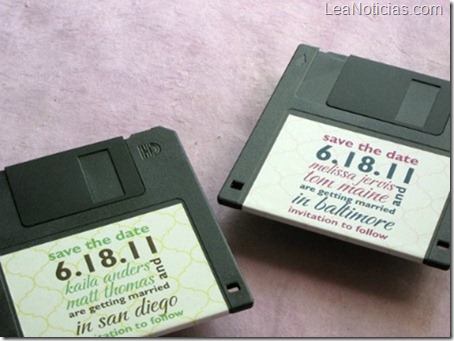 LeaNoticias.com
HD
save the date
6.18.11
kaila anders
and
matt thomas
are getting married
in san diego
invitation to follow
save the date
6.18.11
melissa jervis
and
tom maine
are getting married
in baltimore
invitation to follow